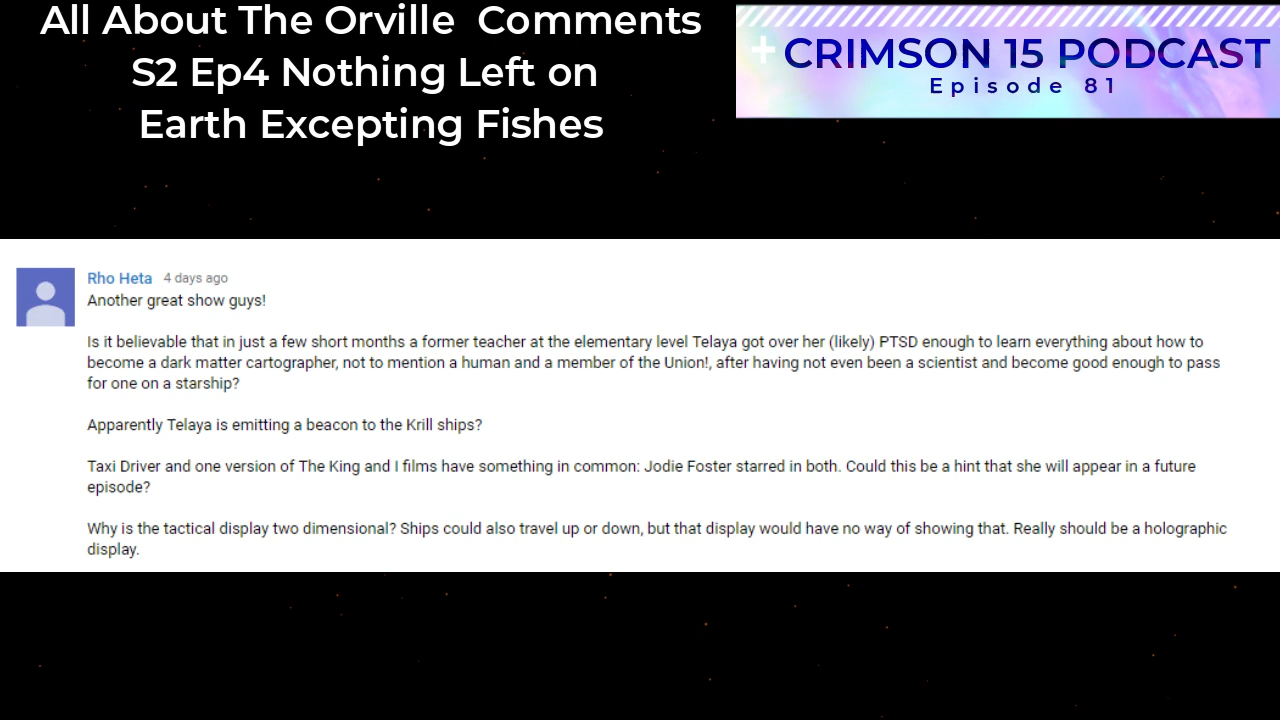 All About The Orville  Comments
S2 Ep4 Nothing Left on
Earth Excepting Fishes
CRIMSON 15 PODCAST
Episode 81
Rho Heta 4 days ago
Another great show guys!
Is it believable that in just a few short months a former teacher at the elementary level Telaya got over her (likely) PTSD enough to learn everything about how to
become a dark matter cartographer, not to mention a human and a member of the Union!, after having not even been a scientist and become good enough to pass
for one on a starship?
Apparently Telaya is emitting a beacon to the Krill ships?
Taxi Driver and one version of The King and I films have something in common: Jodie Foster starred in both. Could this be a hint that she will appear in a future
episode?
Why is the tactical display two dimensional? Ships could also travel up or down, but that display would have no way of showing that. Really should be a holographic
display.